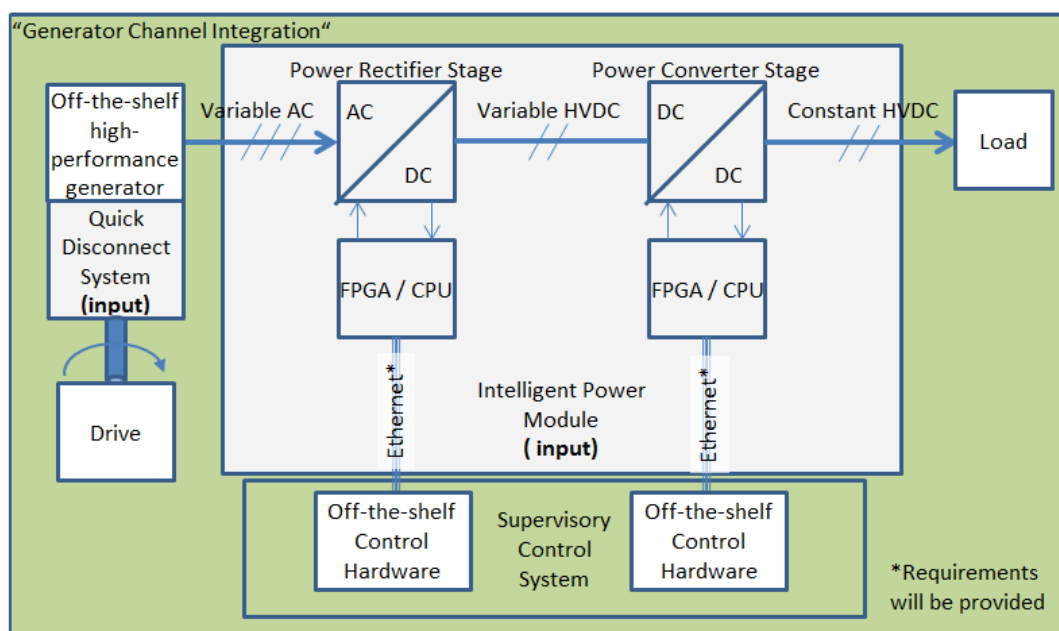 “Generator Channel Integration“
Power Rectifier Stage
Power Converter Stage
Off-the-shelf
high-
performance
generator
Variable AC
AC
DC
Variable HVDC
DC
DC
Constant HVDC
Load
Quick
Disconnect
System
(input)
FPGA / CPU
FPGA / CPU
Drive
Ethernet*
Ethernet*
Intelligent Power
Module
( input)
Off-the-shelf
Control
Hardware
Supervisory
Control
System
Off-the-shelf
Control
Hardware
*Requirements
will be provided